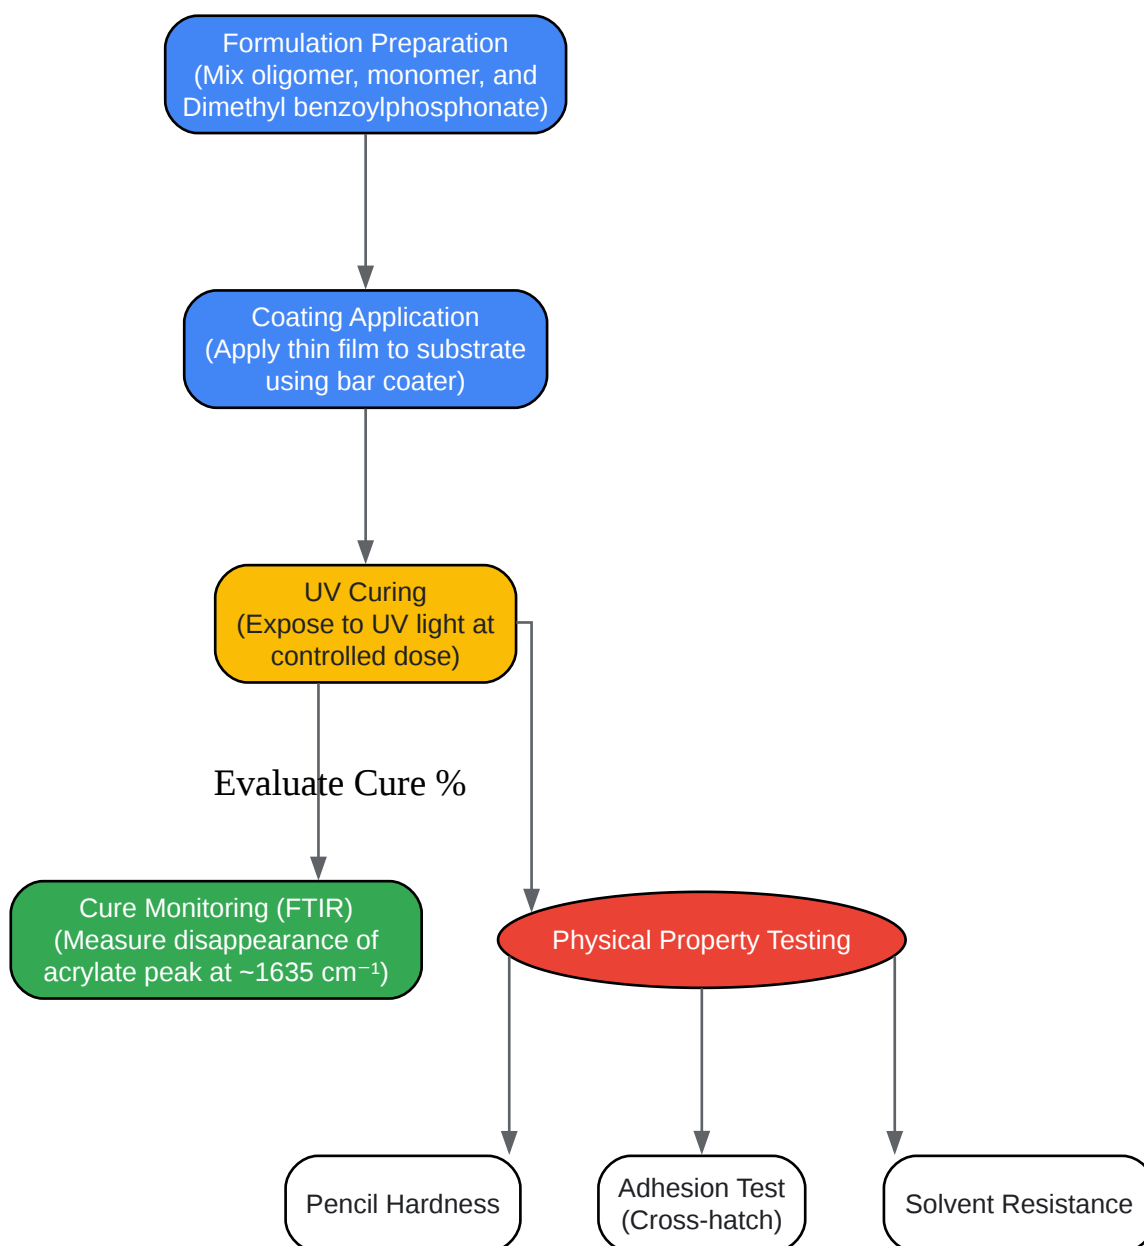 Formulation Preparation
(Mix oligomer, monomer, and
Dimethyl benzoylphosphonate)
Coating Application
(Apply thin film to substrate
using bar coater)
UV Curing
(Expose to UV light at
controlled dose)
Evaluate Cure %
Cure Monitoring (FTIR)
(Measure disappearance of
acrylate peak at ~1635 cm⁻¹)
Physical Property Testing
Pencil Hardness
Adhesion Test
(Cross-hatch)
Solvent Resistance